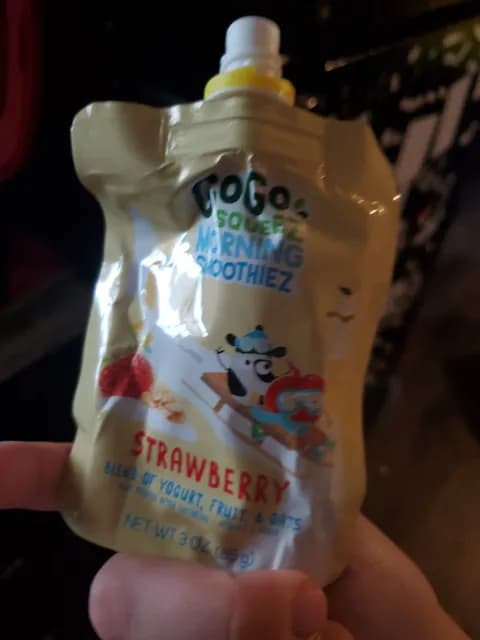 GoGo
SQUEEZ
MORNING
SMOOTHIEZ
STRAWBERRY
BLEND OF YOGURT, FRUIT & OATS
NET WT 3 OZ